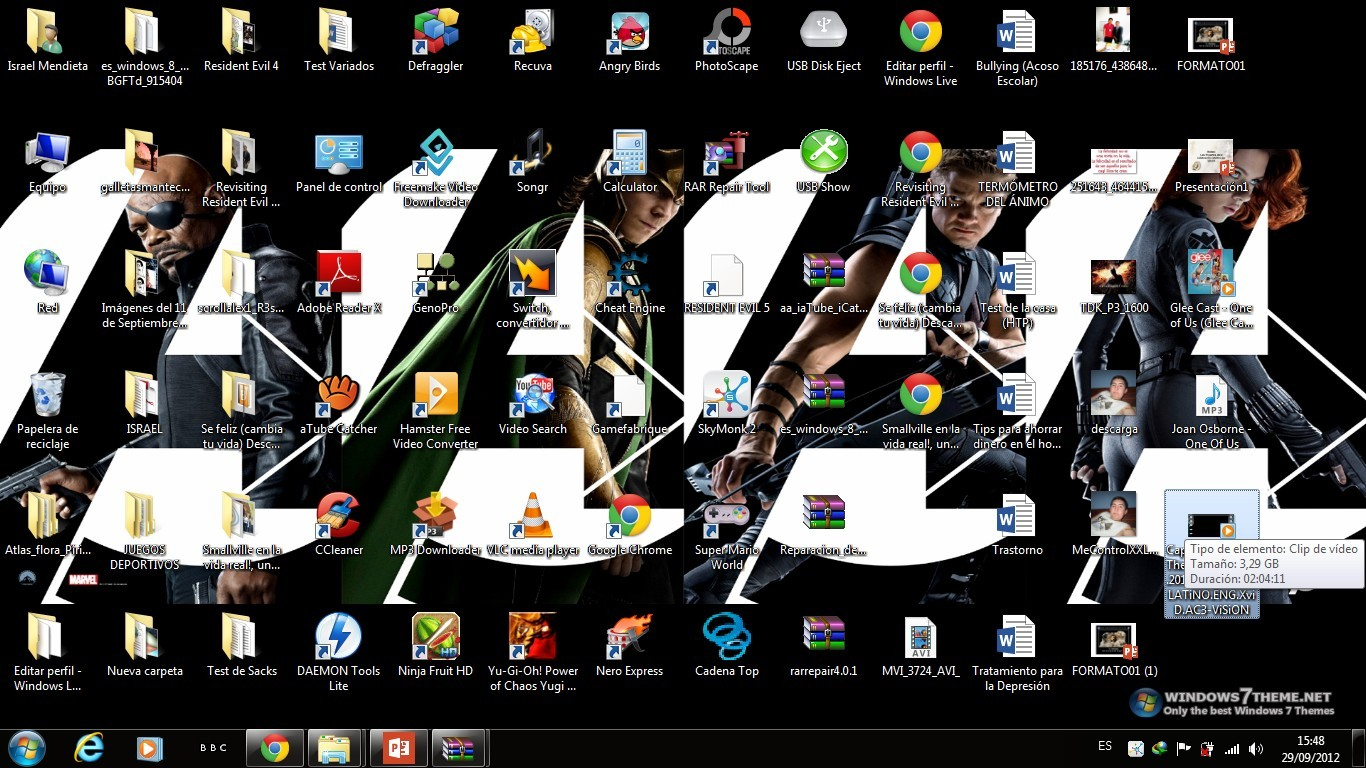 Israel Mendieta
es_windows_8_...
BGFTd_915404
Resident Evil 4
Test Variados
Defraggler
Recuva
Angry Birds
PhotoScape
USB Disk Eject
Editar perfil -
Windows Live
Bullying (Acoso
Escolar)
185176_438648...
FORMATO01
Equipo
galletasmantec...
Revisiting
Resident Evil ...
Panel de control
Freemake Video
Downloader
Songr
Calculator
RAR Repair Tool
USB Show
Revisiting
Resident Evil ...
TERMÓMETRO
DEL ÁNIMO
251643_464415...
Presentación1
Red
Imágenes del 11
de Septiembre...
scrollalex1_R3s...
Adobe Reader X
GenoPro
Switch,
convertidor ...
Cheat Engine
RESIDENT EVIL 5
aa_iaTube_iCat...
Se feliz (cambia
tu vida) Desca...
Test de la casa
(HTP)
TDK_P3_1600
glee
Glee Cast - One
of Us (Glee Ca...
Papelera de
reciclaje
ISRAEL
Se feliz (cambia
tu vida) Desc...
aTube Catcher
Hamster Free
Video Converter
YouTube
Video Search
Gamefabrique
SkyMonk 2
es_windows_8_...
Smallville en la
vida real!, un...
Tips para ahorrar
dinero en el ho...
descarga
MP3
Joan Osborne -
One Of Us
Atlas_flora_Piri...
JUEGOS
DEPORTIVOS
Smallville en la
vida real!, un...
CCleaner
MP3 Downloader
VLC media player
Google Chrome
Super Mario
World
Reparacion_de...
Trastorno
MeControlXXL...
Tipo de elemento: Clip de vídeo
Tamaño: 3,29 GB
Duración: 02:04:11
LATiNO.ENG.Xvi
D.AC3-ViSiON
MARVEL
Editar perfil -
Windows L...
Nueva carpeta
Test de Sacks
DAEMON Tools
Lite
Ninja Fruit HD
Yu-Gi-Oh! Power
of Chaos Yugi ...
Nero Express
Cadena Top
rarrepair4.0.1
AVI
MVI_3724_AVI_
Tratamiento para
la Depresión
FORMATO01 (1)
WINDOWS7THEME.NET
Only the best Windows 7 Themes
B B C
ES
15:48
29/09/2012